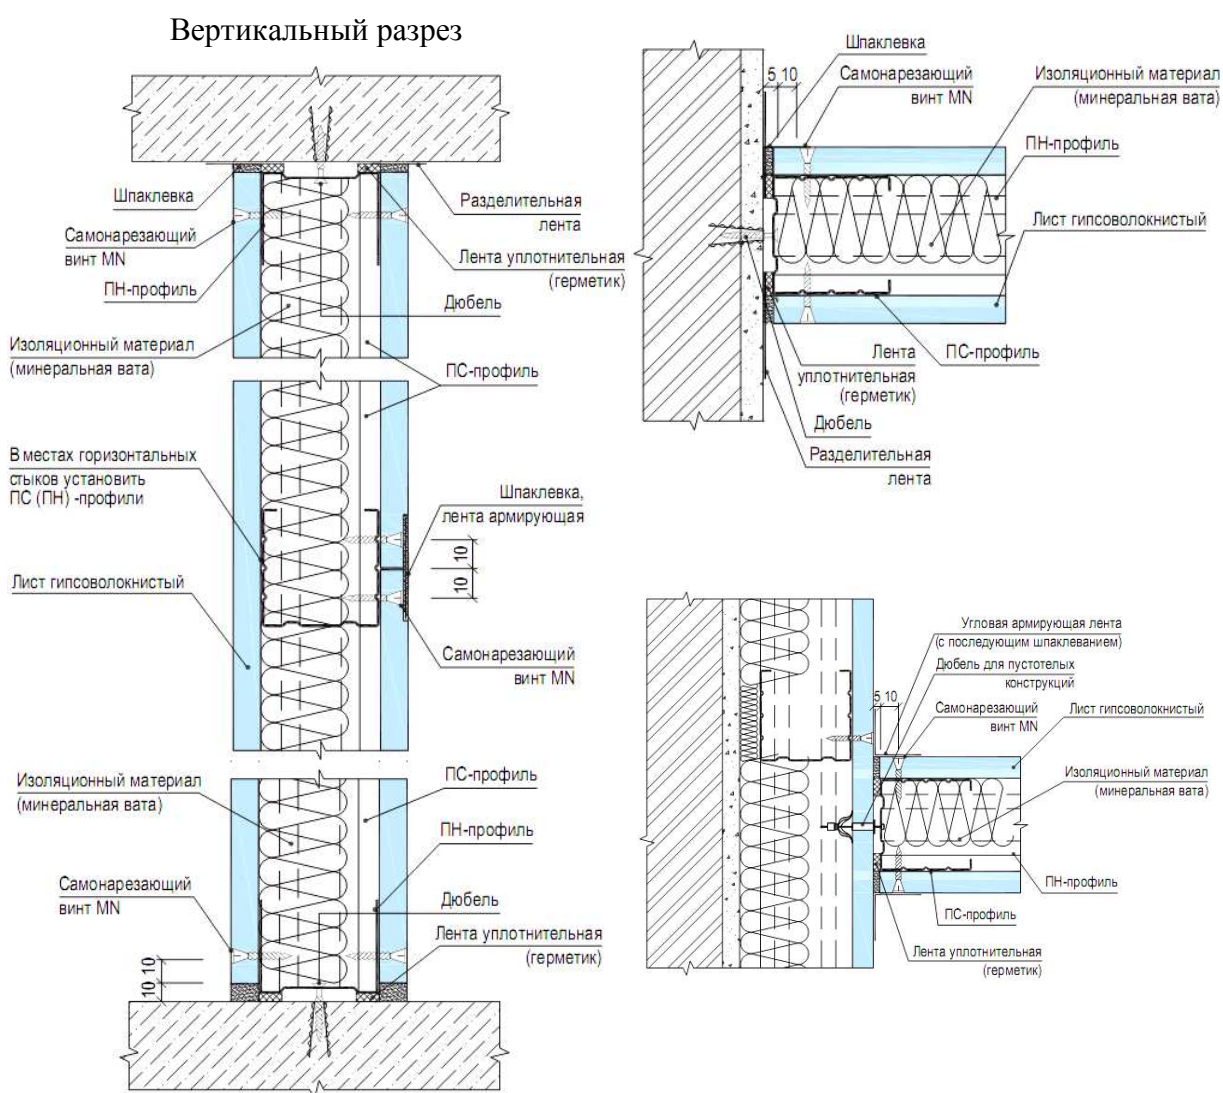 Вертикальный разрез
Шпаклевка
Самонарезающий
винт MN
ПН-профиль
Изоляционный материал
(минеральная вата)
Разделительная
лента
Лента уплотнительная
(герметик)
Дюбель
ПС-профиль
В местах горизонтальных
стыков установить
ПС (ПН) -профили
Лист гипсоволокнистый
Шпаклевка,
лента армирующая
10
10
Самонарезающий
винт MN
Изоляционный материал
(минеральная вата)
Самонарезающий
винт MN
10
10
ПС-профиль
ПН-профиль
Дюбель
Лента уплотнительная
(герметик)
Шпаклевка
5 10
Самонарезающий
винт MN
Изоляционный материал
(минеральная вата)
ПН-профиль
Лист гипсоволокнистый
Лента
уплотнительная
(герметик)
ПС-профиль
Дюбель
Разделительная
лента
Угловая армирующая лента
(с последующим шпаклеванием)
Дюбель для пустотелых
конструкций
5 10
Самонарезающий
винт MN
Лист гипсоволокнистый
Изоляционный материал
(минеральная вата)
ПН-профиль
ПС-профиль
Лента уплотнительная
(герметик)